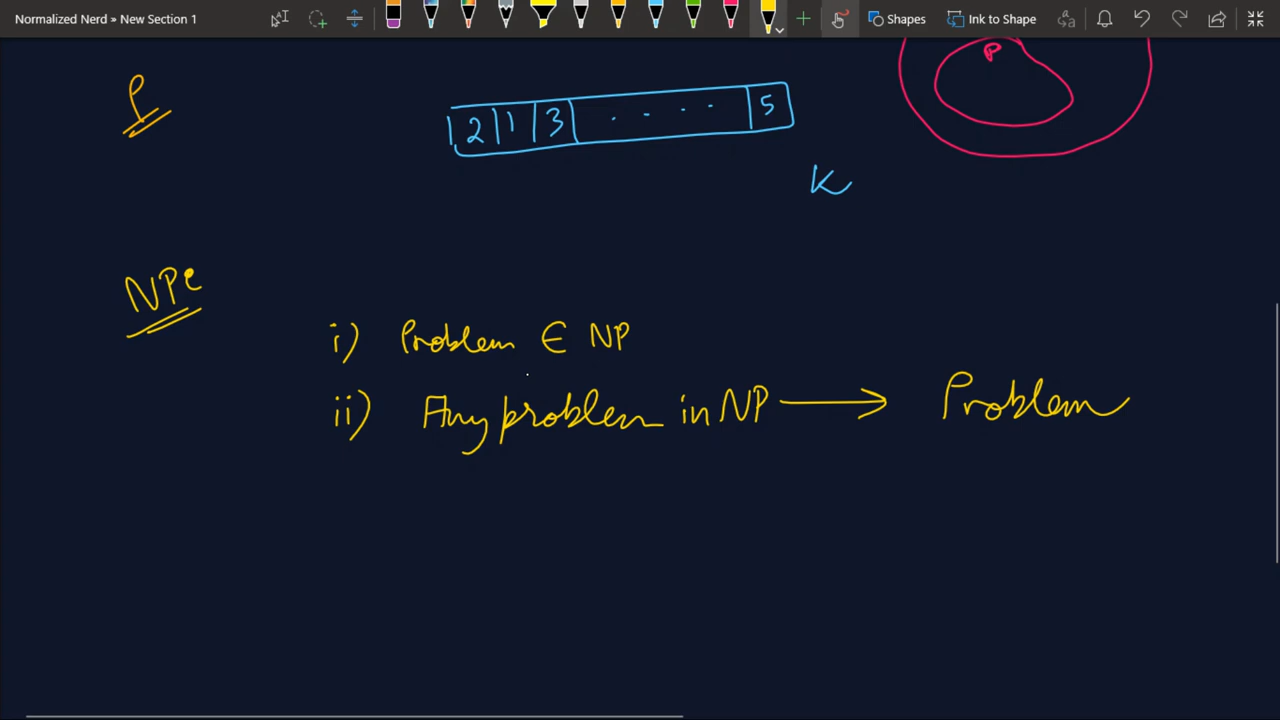 Normalized Nerd » New Section 1
Shapes
Ink to Shape
P
P
2 1 3 . . . . 5
K
NPC
i) Problem ∈ NP
ii) Any problem in NP ⟶ Problem